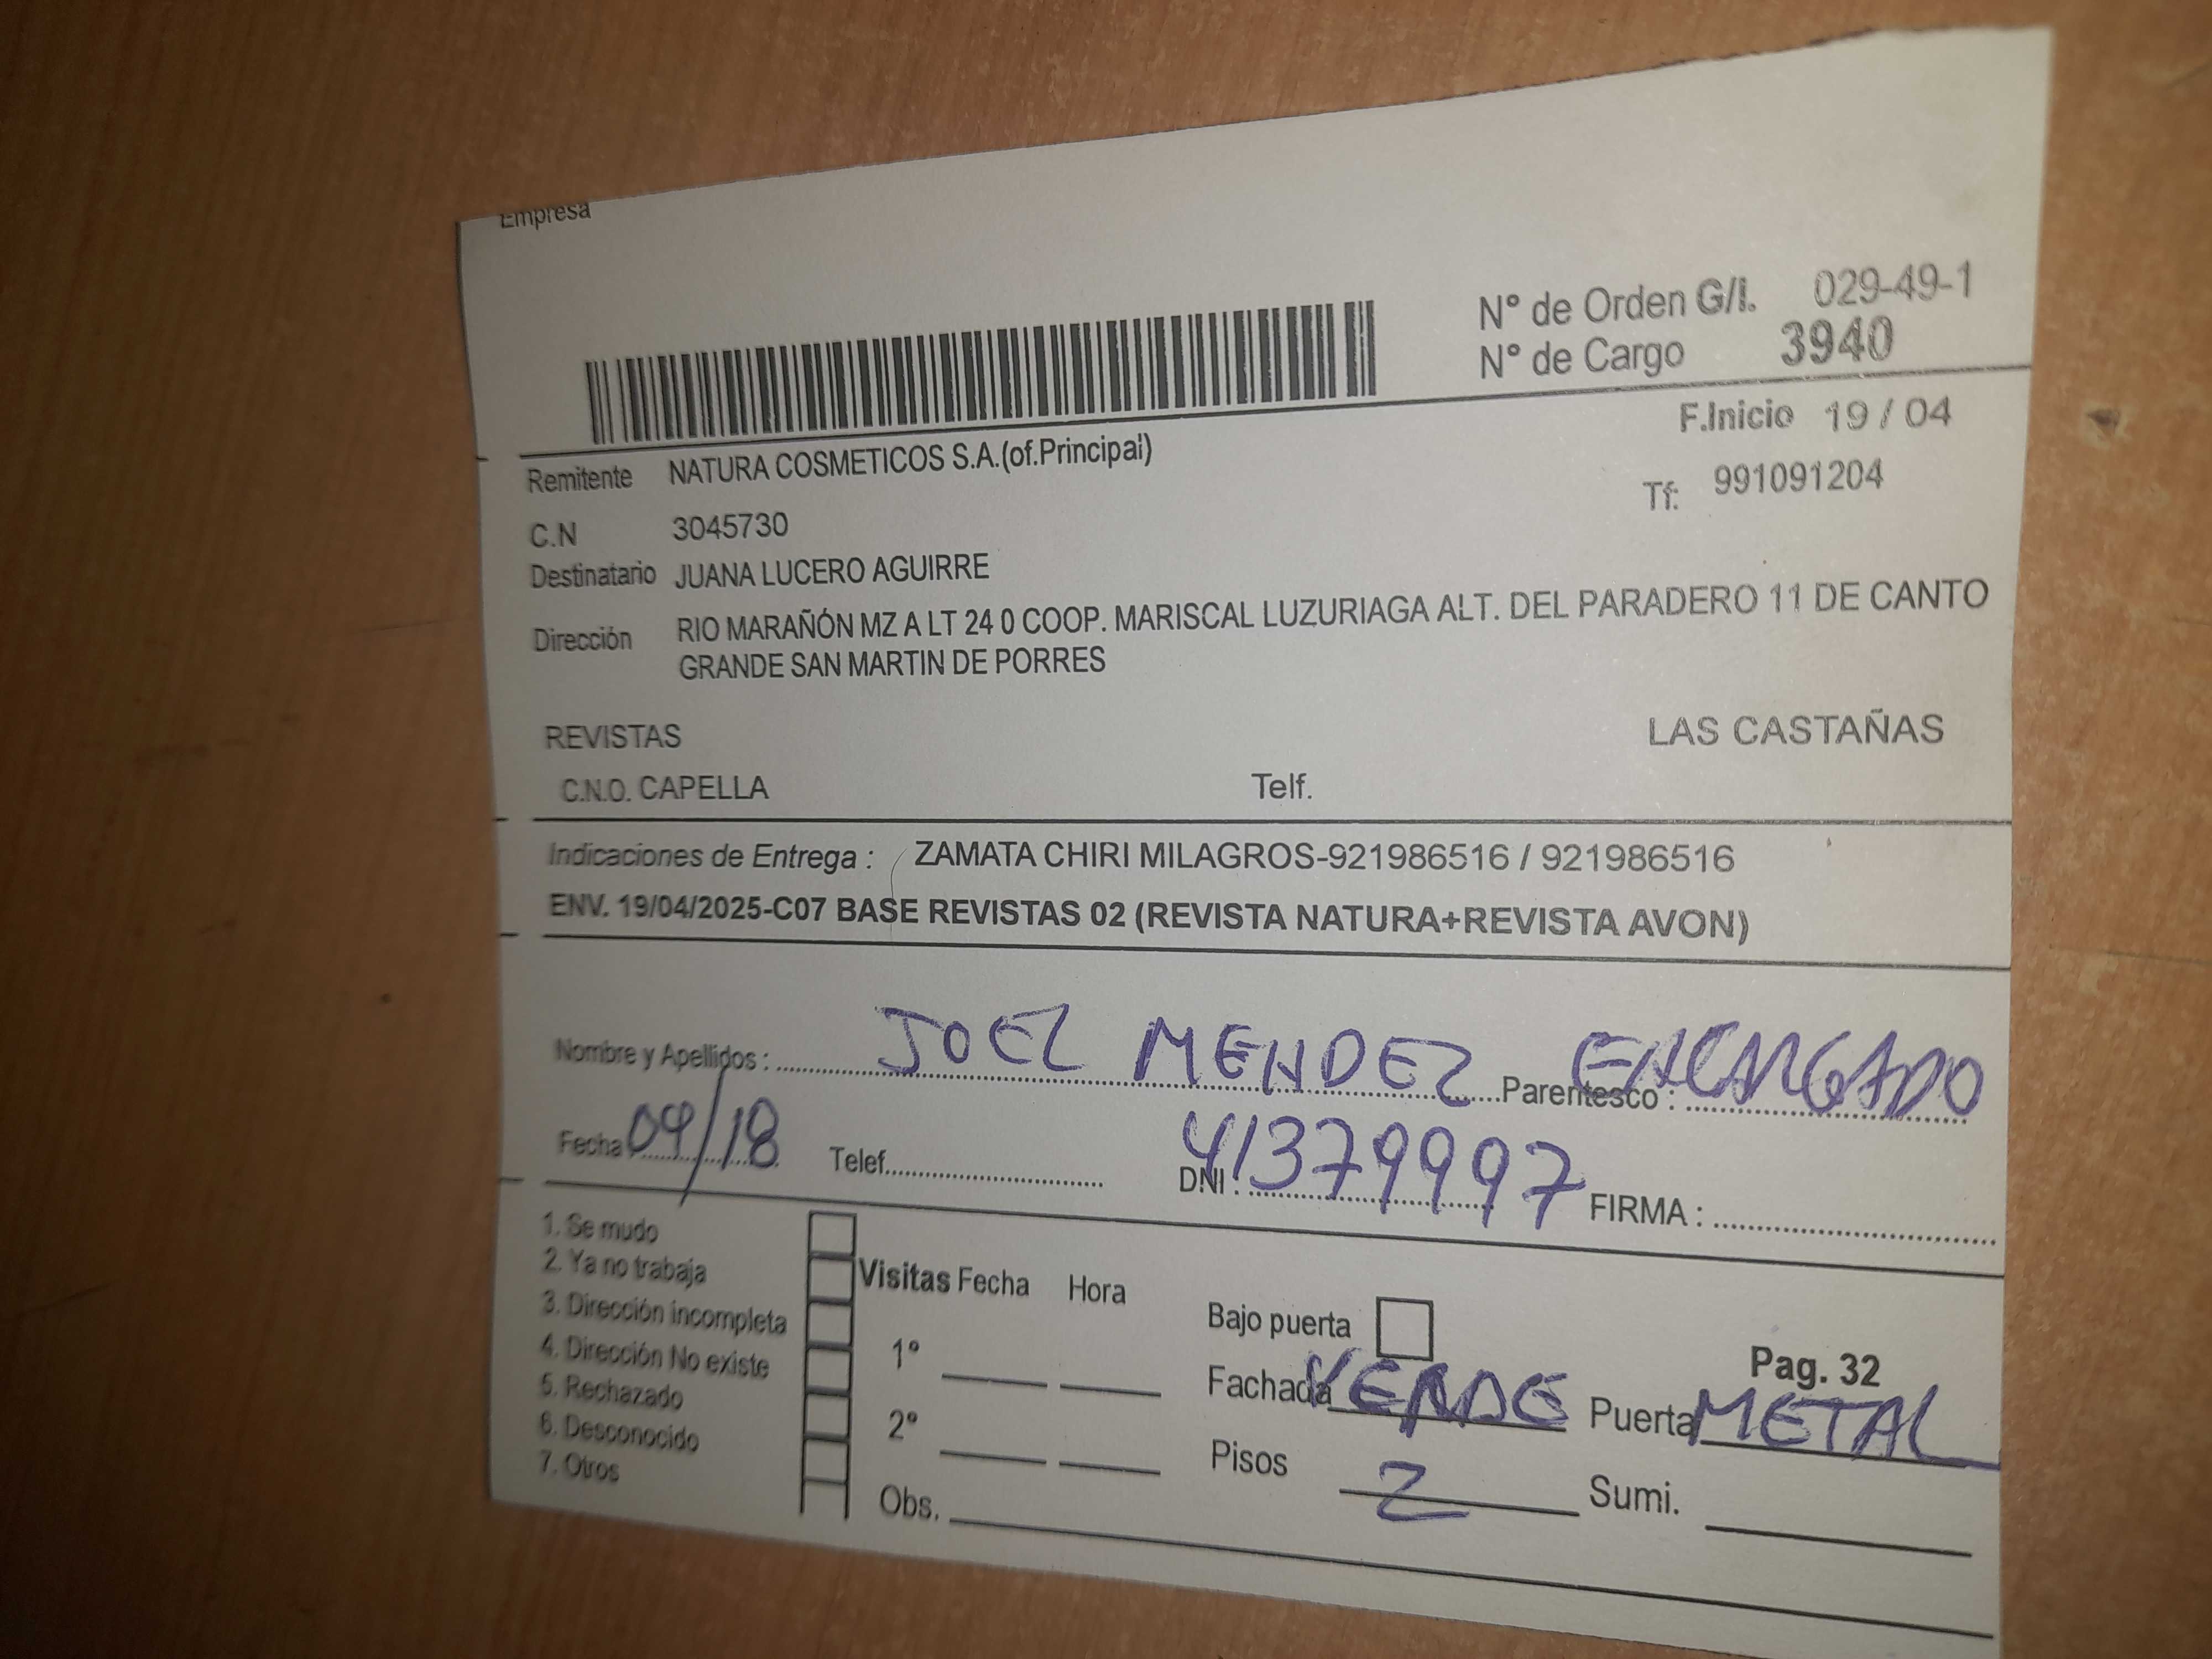 Empresa
N° de Orden G/I. 029-49-1
N° de Cargo 3940
F.Inicio 19 / 04
Remitente NATURA COSMETICOS S.A.(of.Principal)
Tf: 991091204
C.N 3045730
Destinatario JUANA LUCERO AGUIRRE
Dirección RIO MARAÑÓN MZ A LT 24 0 COOP. MARISCAL LUZURIAGA ALT. DEL PARADERO 11 DE CANTO
GRANDE SAN MARTIN DE PORRES
REVISTAS LAS CASTAÑAS
C.N.O. CAPELLA Telf.
Indicaciones de Entrega : ZAMATA CHIRI MILAGROS-921986516 / 921986516
ENV. 19/04/2025-C07 BASE REVISTAS 02 (REVISTA NATURA+REVISTA AVON)
Nombre y Apellidos : JOEL MENDEZ Parentesco : ENCARGADO
Fecha 04/18 Telef. DNI : 41379997 FIRMA :
1. Se mudo
2. Ya no trabaja
3. Dirección incompleta
4. Dirección No existe
5. Rechazado
6. Desconocido
7. Otros
Visitas Fecha Hora
1°
2°
Obs.
Bajo puerta
Pag. 32
Fachada VERDE Puerta METAL
Pisos 2 Sumi.